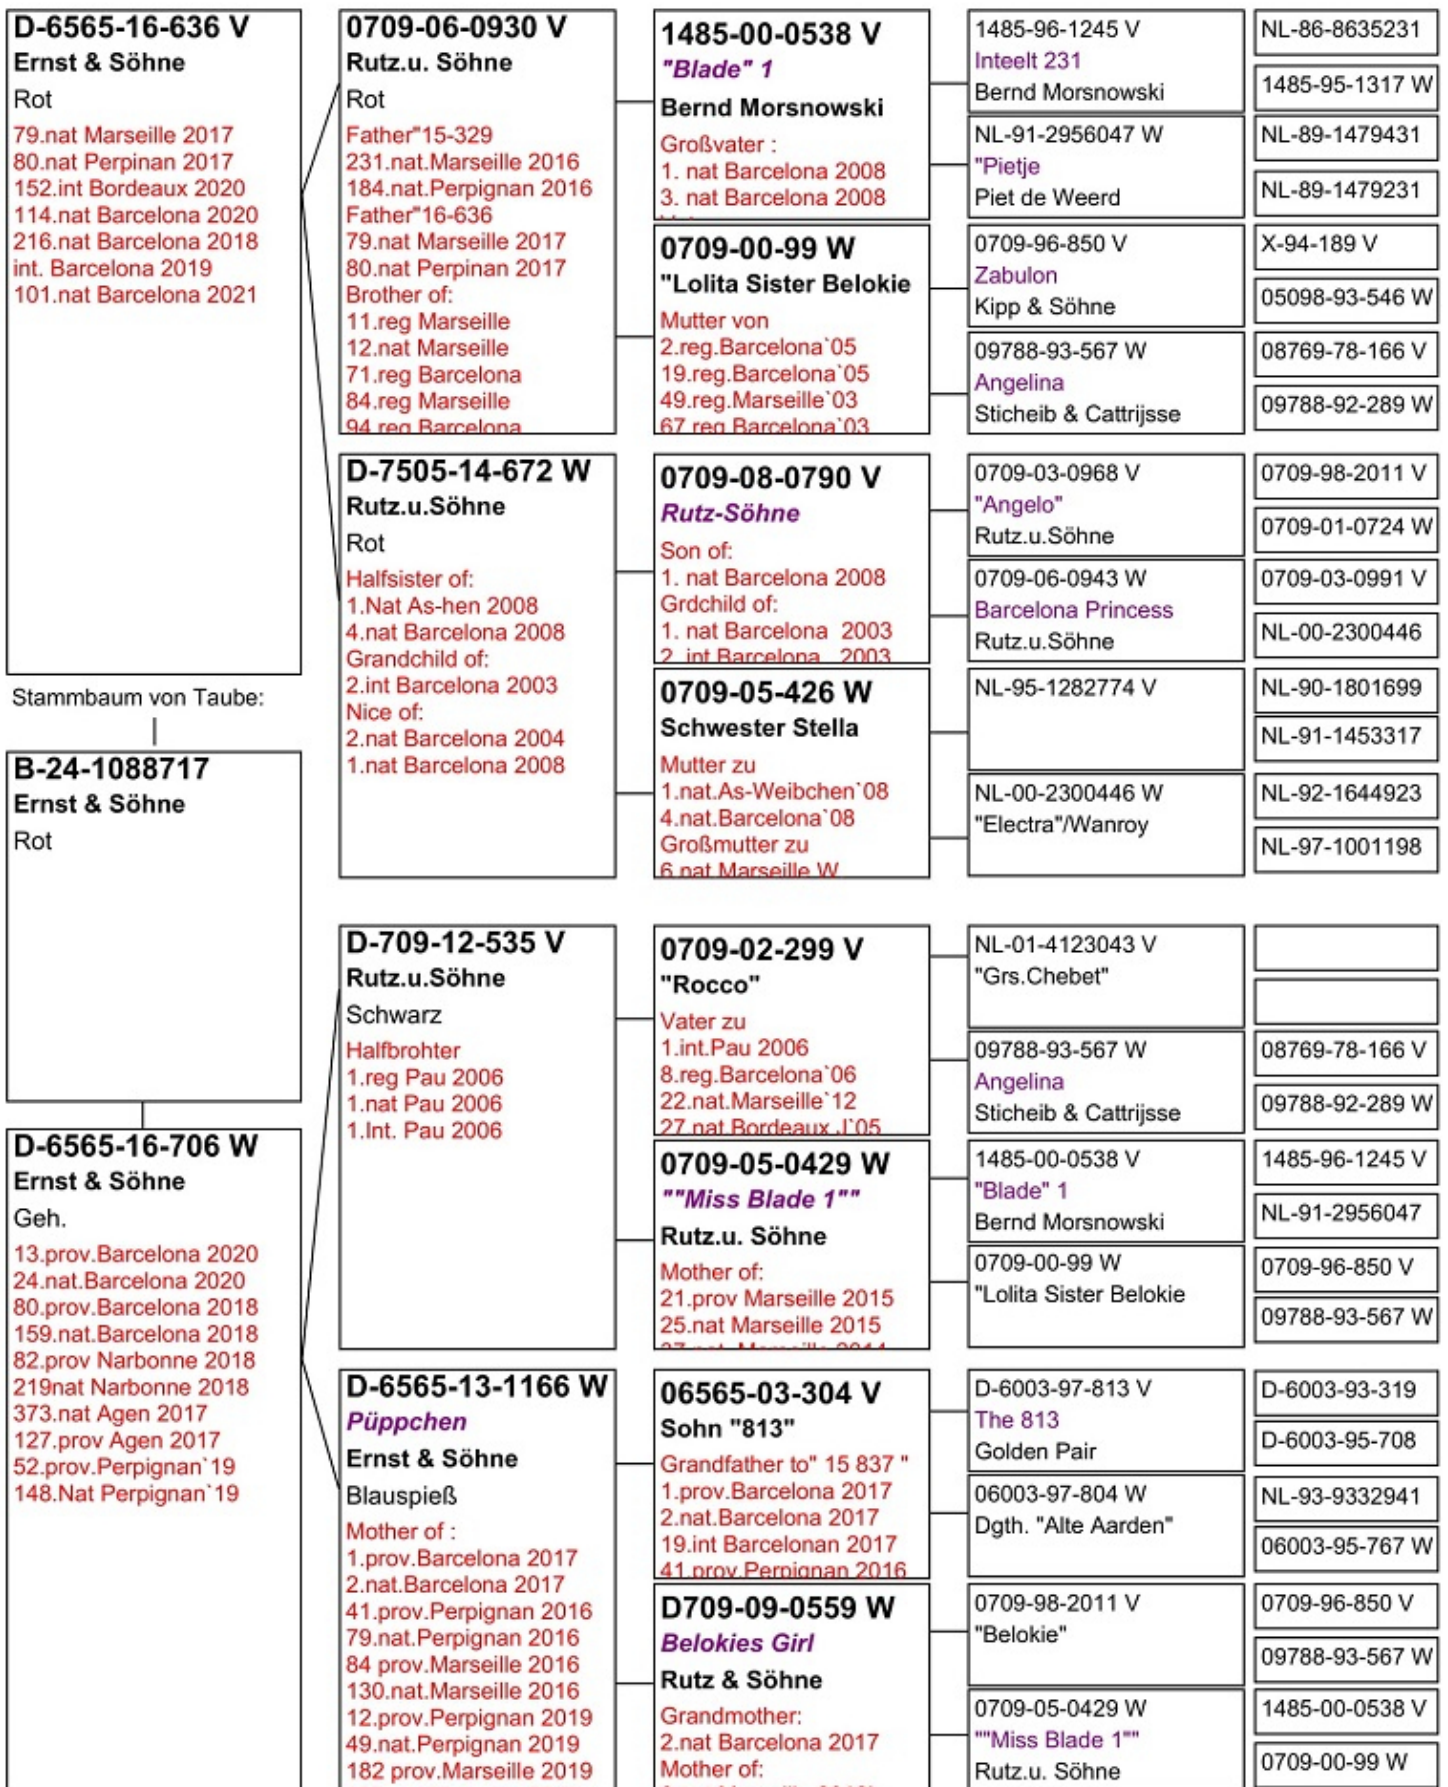 D-6565-16-636 V
Ernst & Söhne
Rot
79.nat Marseille 2017
80.nat Perpinan 2017
152.int Bordeaux 2020
114.nat Barcelona 2020
216.nat Barcelona 2018
int. Barcelona 2019
101.nat Barcelona 2021
Stammbaum von Taube:
B-24-1088717
Ernst & Söhne
Rot
D-6565-16-706 W
Ernst & Söhne
Geh.
13.prov.Barcelona 2020
24.nat.Barcelona 2020
80.prov.Barcelona 2018
159.nat.Barcelona 2018
82.prov Narbonne 2018
219nat Narbonne 2018
373.nat Agen 2017
127.prov Agen 2017
52.prov.Perpignan`19
148.Nat Perpignan`19
0709-06-0930 V
Rutz.u. Söhne
Rot
Father"15-329
231.nat.Marseille 2016
184.nat.Perpignan 2016
Father"16-636
79.nat Marseille 2017
80.nat Perpinan 2017
Brother of:
11.reg Marseille
12.nat Marseille
71.reg Barcelona
84.reg Marseille
94 reg Barcelona
D-7505-14-672 W
Rutz.u.Söhne
Rot
Halfsister of:
1.Nat As-hen 2008
4.nat Barcelona 2008
Grandchild of:
2.int Barcelona 2003
Nice of:
2.nat Barcelona 2004
1.nat Barcelona 2008
D-709-12-535 V
Rutz.u.Söhne
Schwarz
Halfbrohter
1.reg Pau 2006
1.nat Pau 2006
1.Int. Pau 2006
D-6565-13-1166 W
Püppchen
Ernst & Söhne
Blauspieß
Mother of :
1.prov.Barcelona 2017
2.nat.Barcelona 2017
41.prov.Perpignan 2016
79.nat.Perpignan 2016
84 prov.Marseille 2016
130.nat.Marseille 2016
12.prov.Perpignan 2019
49.nat.Perpignan 2019
182 prov.Marseille 2019
1485-00-0538 V
"Blade" 1
Bernd Morsnowski
Großvater :
1. nat Barcelona 2008
3. nat Barcelona 2008
0709-00-99 W
"Lolita Sister Belokie
Mutter von
2.reg.Barcelona`05
19.reg.Barcelona`05
49.reg.Marseille`03
67 reg Barcelona`03
0709-08-0790 V
Rutz-Söhne
Son of:
1. nat Barcelona 2008
Grdchild of:
1. nat Barcelona 2003
2. int Barcelona 2003
0709-05-426 W
Schwester Stella
Mutter zu
1.nat.As-Weibchen`08
4.nat.Barcelona`08
Großmutter zu
6 nat Marseille W
0709-02-299 V
"Rocco"
Vater zu
1.int.Pau 2006
8.reg.Barcelona`06
22.nat.Marseille`12
27 nat Bordeaux J`05
0709-05-0429 W
""Miss Blade 1""
Rutz.u. Söhne
Mother of:
21.prov Marseille 2015
25.nat Marseille 2015
06565-03-304 V
Sohn "813"
Grandfather to" 15 837 "
1.prov.Barcelona 2017
2.nat.Barcelona 2017
19.int Barcelonan 2017
41 prov Perpignan 2016
D709-09-0559 W
Belokies Girl
Rutz & Söhne
Grandmother:
2.nat Barcelona 2017
Mother of:
1485-96-1245 V
Inteelt 231
Bernd Morsnowski
NL-91-2956047 W
"Pietje
Piet de Weerd
0709-96-850 V
Zabulon
Kipp & Söhne
09788-93-567 W
Angelina
Sticheib & Cattrijsse
0709-03-0968 V
"Angelo"
Rutz.u.Söhne
0709-06-0943 W
Barcelona Princess
Rutz.u.Söhne
NL-95-1282774 V
NL-00-2300446 W
"Electra"/Wanroy
NL-01-4123043 V
"Grs.Chebet"
09788-93-567 W
Angelina
Sticheib & Cattrijsse
1485-00-0538 V
"Blade" 1
Bernd Morsnowski
0709-00-99 W
"Lolita Sister Belokie
D-6003-97-813 V
The 813
Golden Pair
06003-97-804 W
Dgth. "Alte Aarden"
0709-98-2011 V
"Belokie"
0709-05-0429 W
""Miss Blade 1""
Rutz.u. Söhne
NL-86-8635231
1485-95-1317 W
NL-89-1479431
NL-89-1479231
X-94-189 V
05098-93-546 W
08769-78-166 V
09788-92-289 W
0709-98-2011 V
0709-01-0724 W
0709-03-0991 V
NL-00-2300446
NL-90-1801699
NL-91-1453317
NL-92-1644923
NL-97-1001198
08769-78-166 V
09788-92-289 W
1485-96-1245 V
NL-91-2956047
0709-96-850 V
09788-93-567 W
D-6003-93-319
D-6003-95-708
NL-93-9332941
06003-95-767 W
0709-96-850 V
09788-93-567 W
1485-00-0538 V
0709-00-99 W